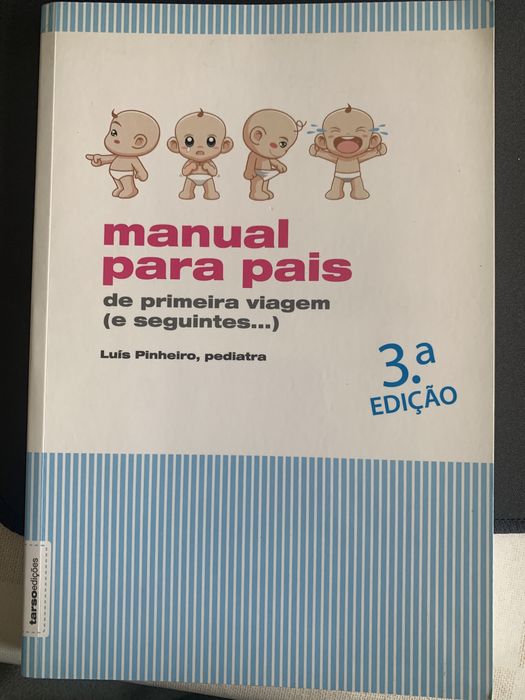 manual
para pais
de primeira viagem
(e seguintes...)
Luís Pinheiro, pediatra
3.a
EDIÇÃO
tarsoedições